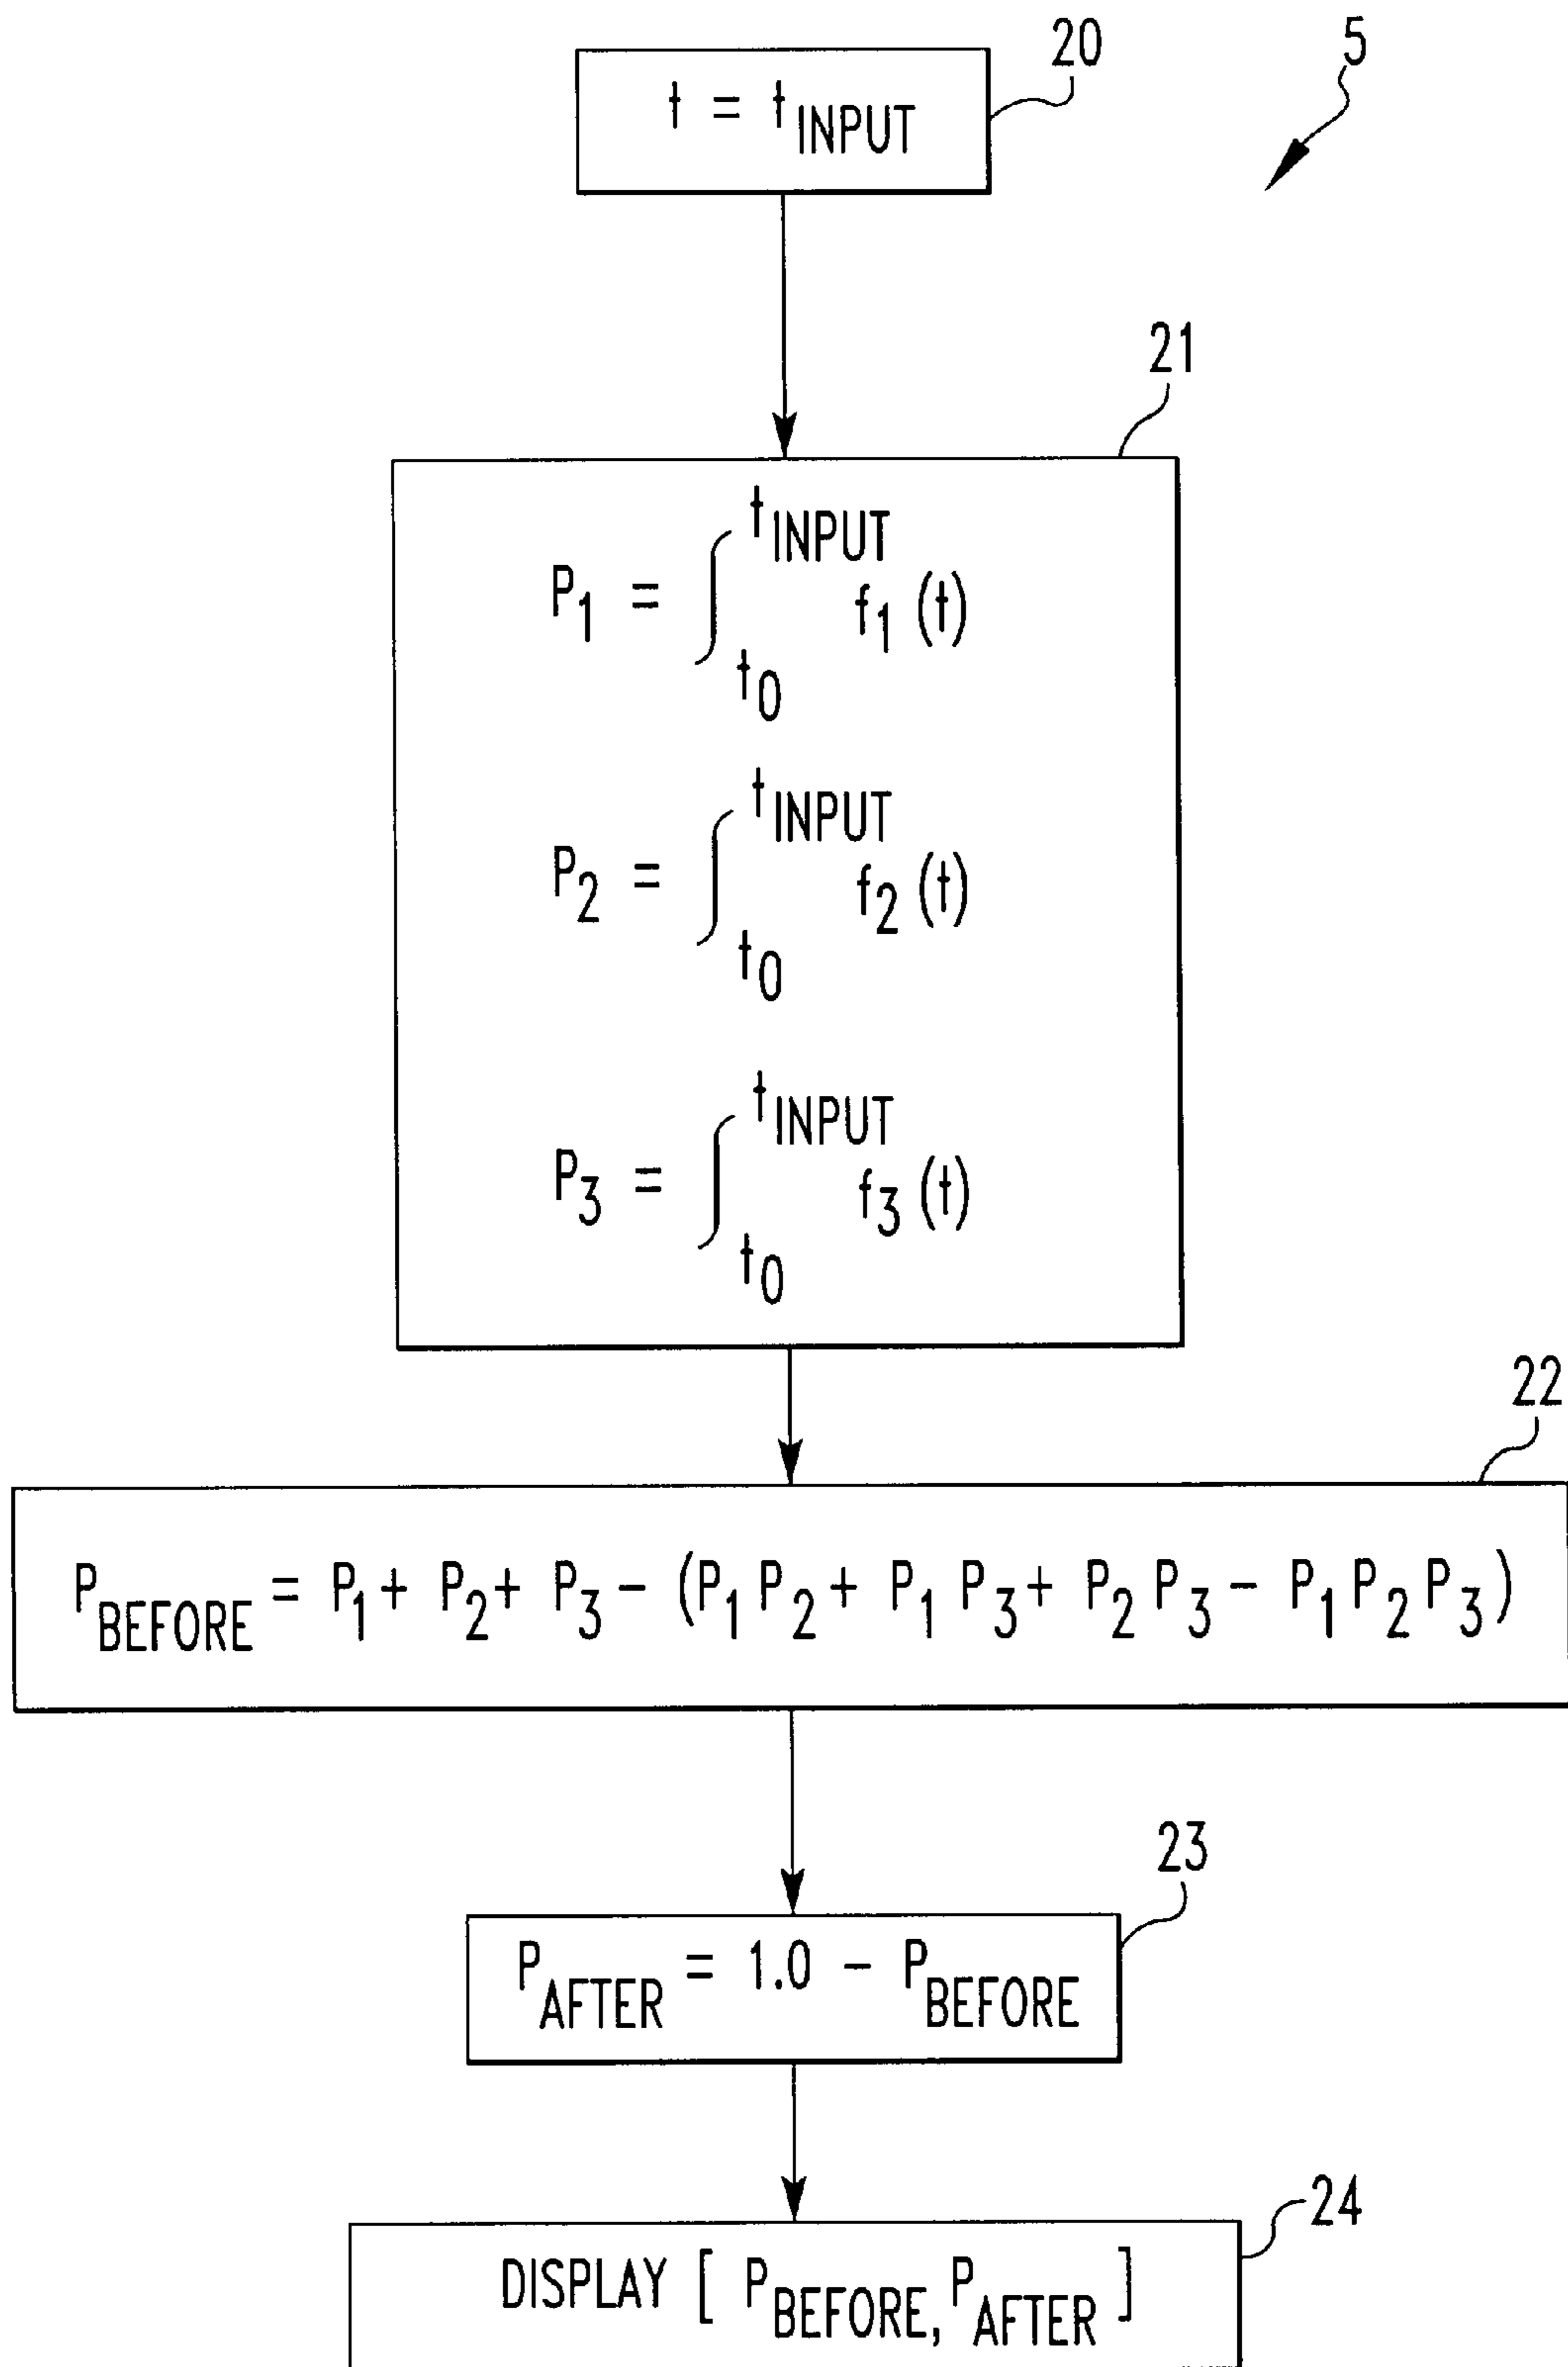 20
5
t = t_INPUT
21
P_1 = ∫_{t_0}^{t_INPUT} f_1 (t)
P_2 = ∫_{t_0}^{t_INPUT} f_2 (t)
P_3 = ∫_{t_0}^{t_INPUT} f_3 (t)
22
P_BEFORE = P_1 + P_2 + P_3 - (P_1 P_2 + P_1 P_3 + P_2 P_3 - P_1 P_2 P_3)
23
P_AFTER = 1.0 - P_BEFORE
24
DISPLAY [ P_BEFORE, P_AFTER ]